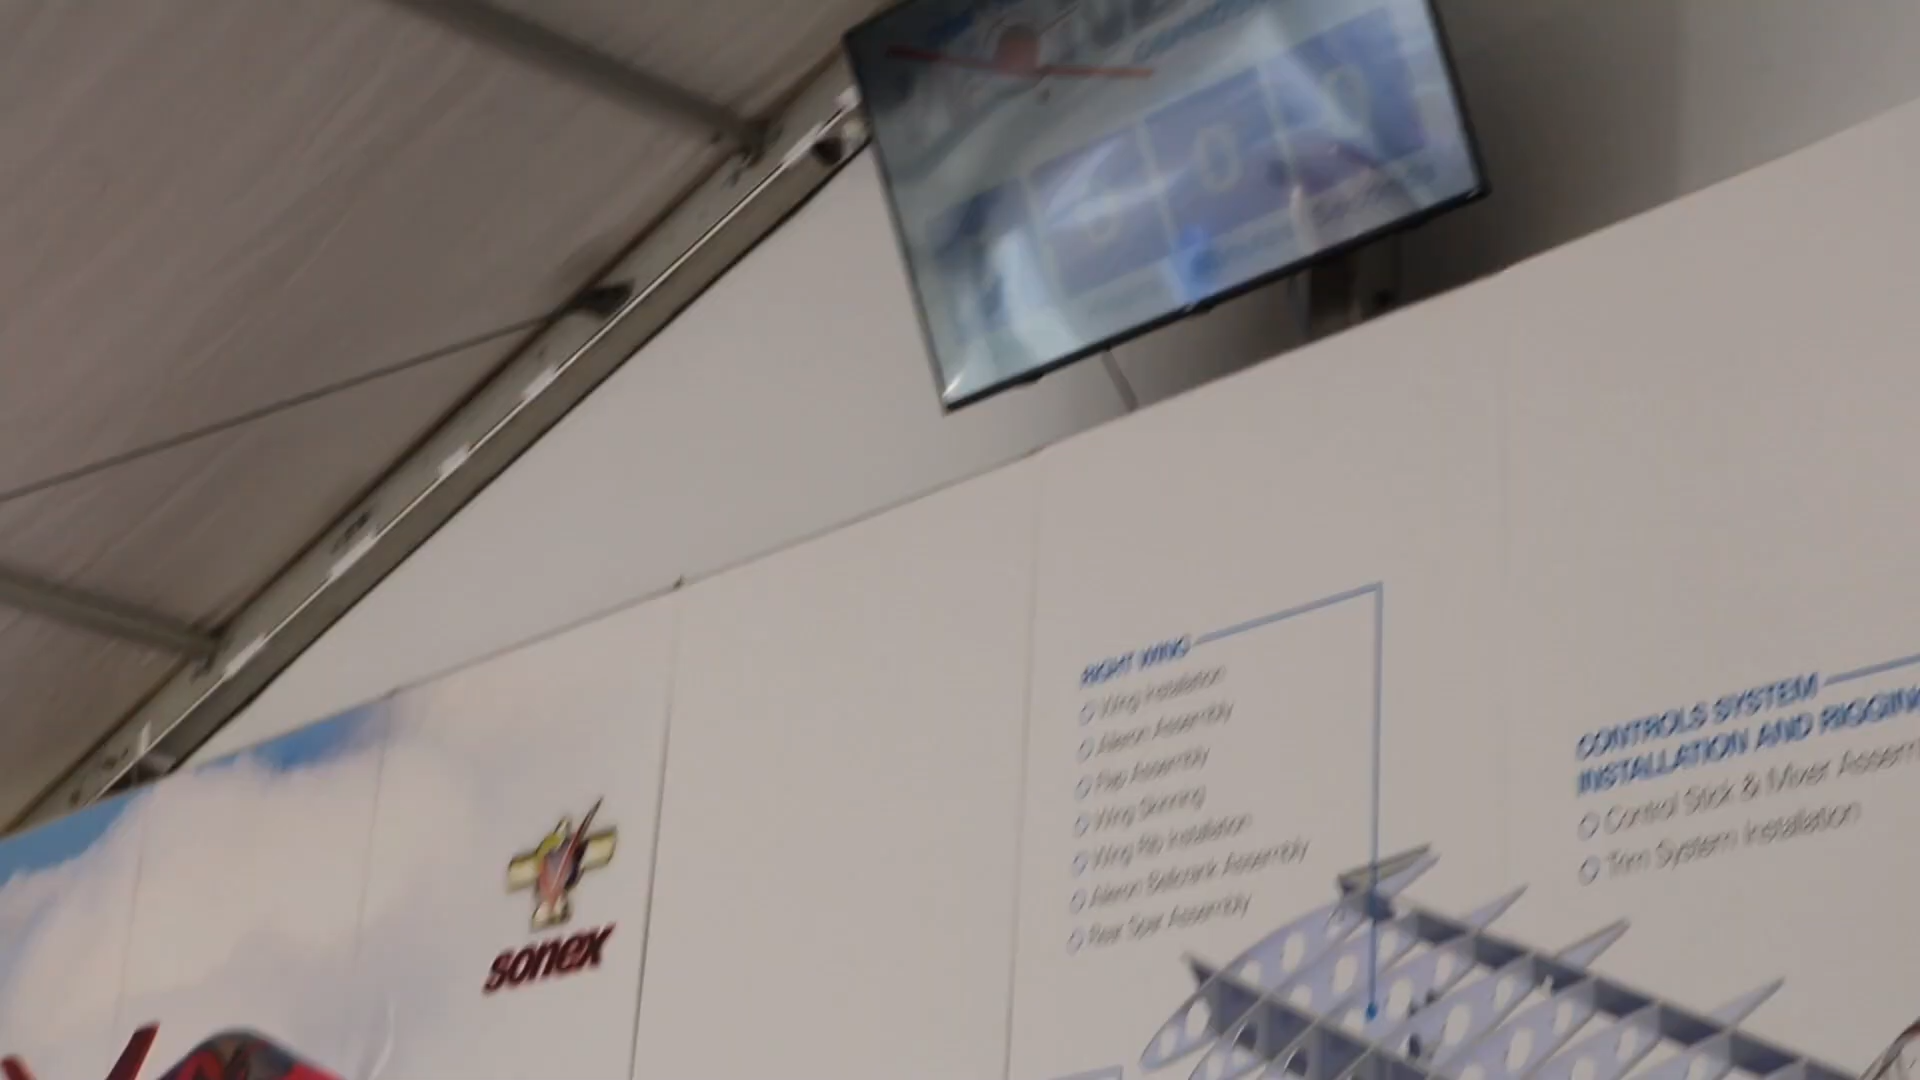 RIGHT WING
Wing Installation
Aileron Assembly
Flap Assembly
Wing Skinning
Wing Rib Installation
Aileron Bellcrank Assembly
Rear Spar Assembly
CONTROLS SYSTEM
INSTALLATION AND RIGGING
Control Stick & Mixer Assem
Trim System Installation
sonex